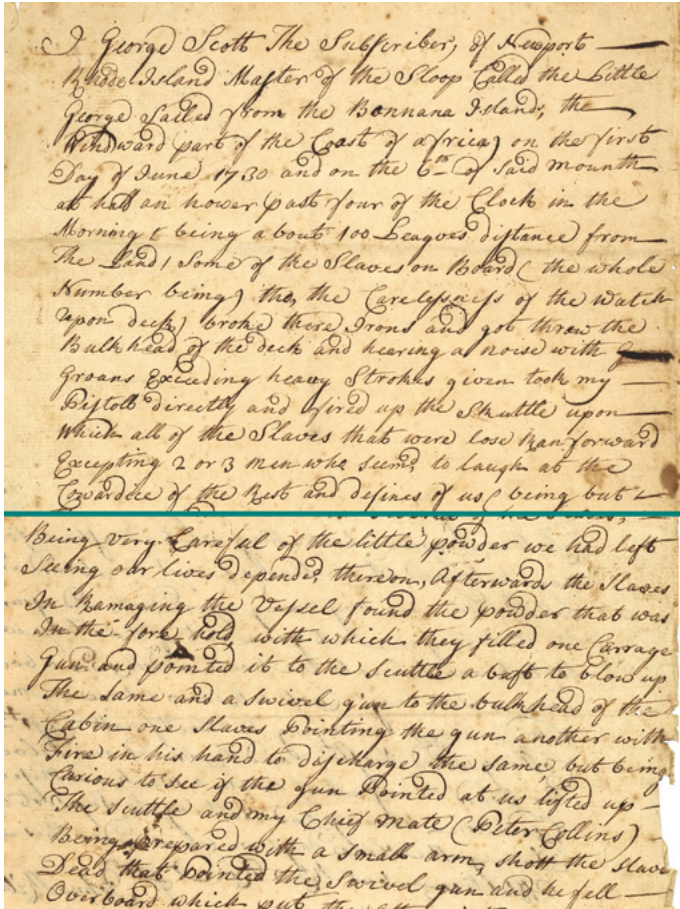 I George Scott The Subscriber, of Newport
Rhode Island Master of the Sloop Called the Little
George Sailed from the Bonnana Island, the
Windward part of the Coast of africa) on the first
Day of June 1730 and on the 6th of Said mounth
at half an hower past four of the Clock in the
Morning & being about 100 Leagues distance from
The Land, Some of the Slaves on Board (the whole
Number being) tho, the Carelessness of the Watch
upon deck) broke there Irons and got threw the
Bulkhead of the deck and hearing a noise with
Groans Exceeding heavy Strokes given took my
Pistoll directly and fired up the Skuttle upon
which all of the Slaves that were lose Ran forward
Excepting 2 or 3 men who seemd to laugh at the
Cowardice of the Rest and defines of us being but
Being very Careful of the little powder we had left
Seeing our lives depended thereon, Afterwards the Slaves
In Ramaging the Vessel found the powder that was
In the fore hold, with which they filled one Carrage
Gun and pointed it to the Scuttle abaft to blow up
The Same and a Swivel gun to the bulkhead of the
Cabin one Slaves Pointing the gun another with
Fire in his hand to discharge the same, but being
Curious to See if the gun Pointed at us lifted up
The Scuttle and my Chief Mate (Peter Collins)
Being prepared with a Small arm, shott the slave
Dead that Pointed the Swivel gun and he fell
Overboard which put the